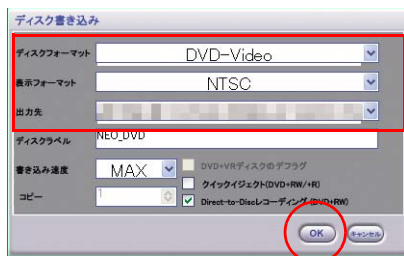 ディスク書き込み
ディスクフォーマット DVD-Video
表示フォーマット NTSC
出力先
ディスクラベル NEO_DVD
書き込み速度 MAX DVD+VRディスクのデフラグ
クイックイジェクト(DVD+RW/+R)
コピー 1 Direct-to-Discレコーディング(DVD+RW)
OK キャンセル